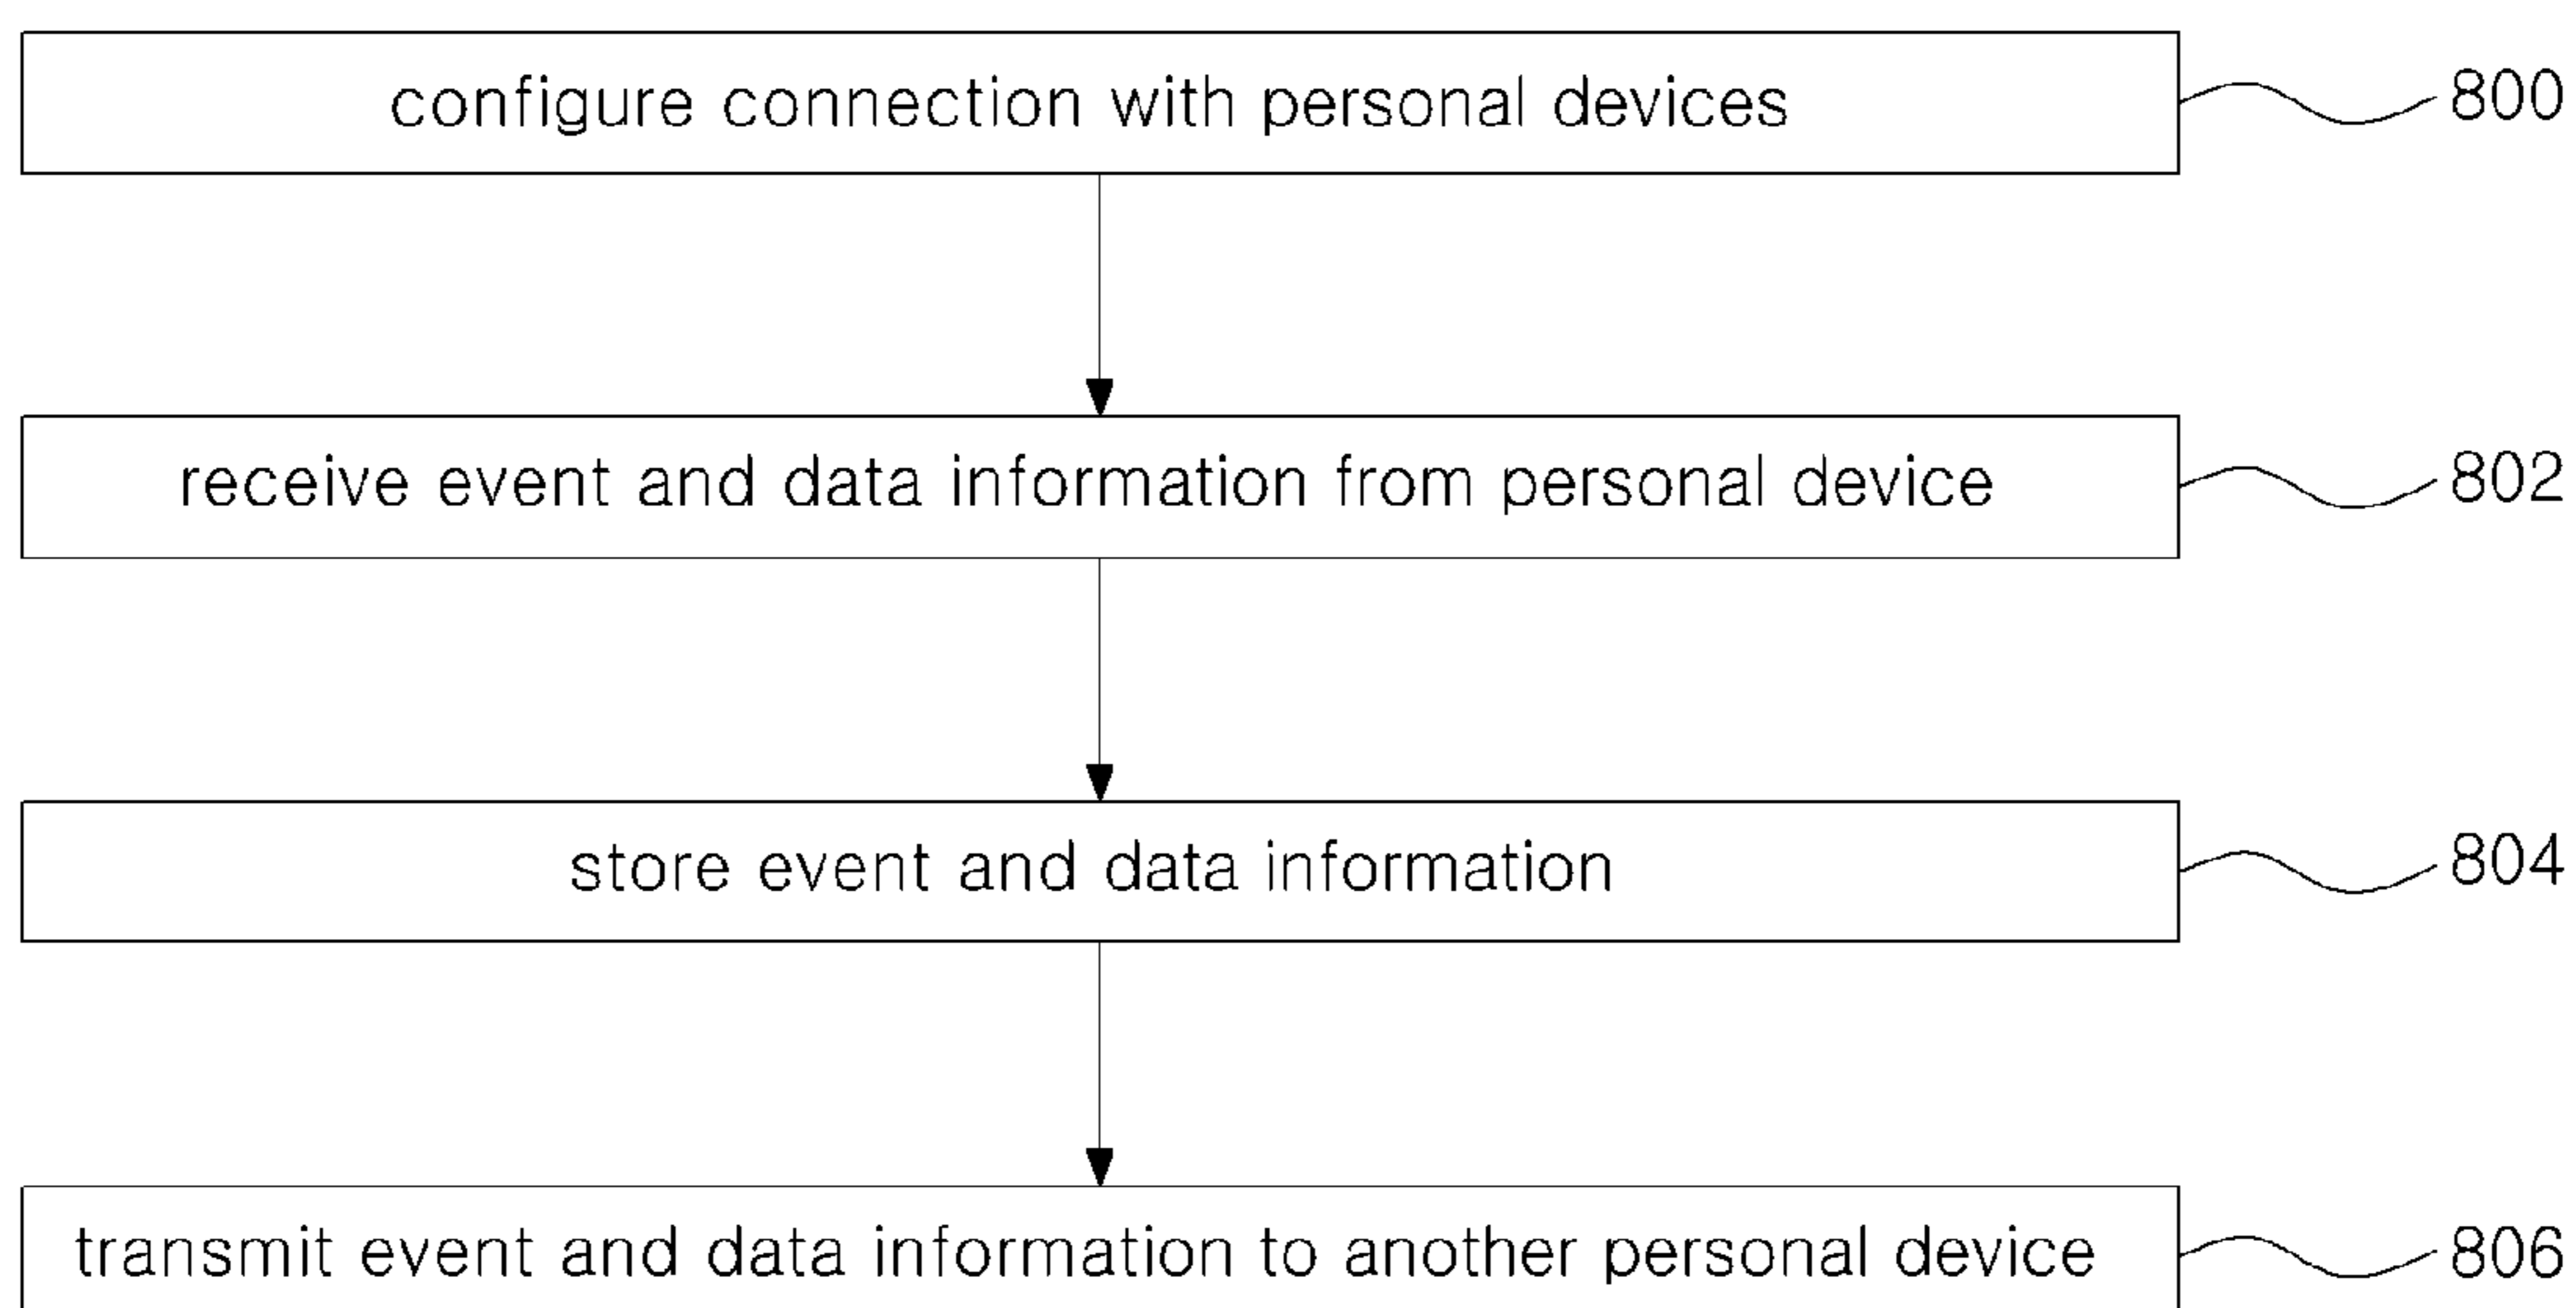 configure connection with personal devices 800
receive event and data information from personal device 802
store event and data information 804
transmit event and data information to another personal device 806